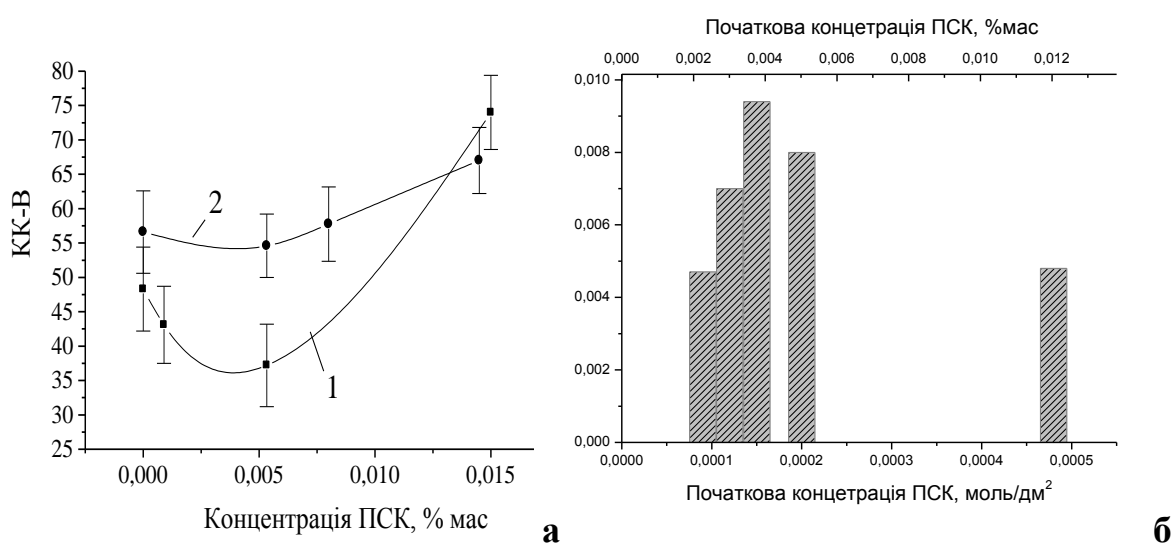 80
75
70
65
60
55
50
45
40
35
30
25
КК-В
2
1
0,000 0,005 0,010 0,015
Концентрація ПСК, % мас
а
Початкова концетрація ПСК, %мас
0,000 0,002 0,004 0,006 0,008 0,010 0,012
0,010
0,008
0,006
0,004
0,002
0,000
0,0000 0,0001 0,0002 0,0003 0,0004 0,0005
Початкова концетрація ПСК, моль/дм²
б